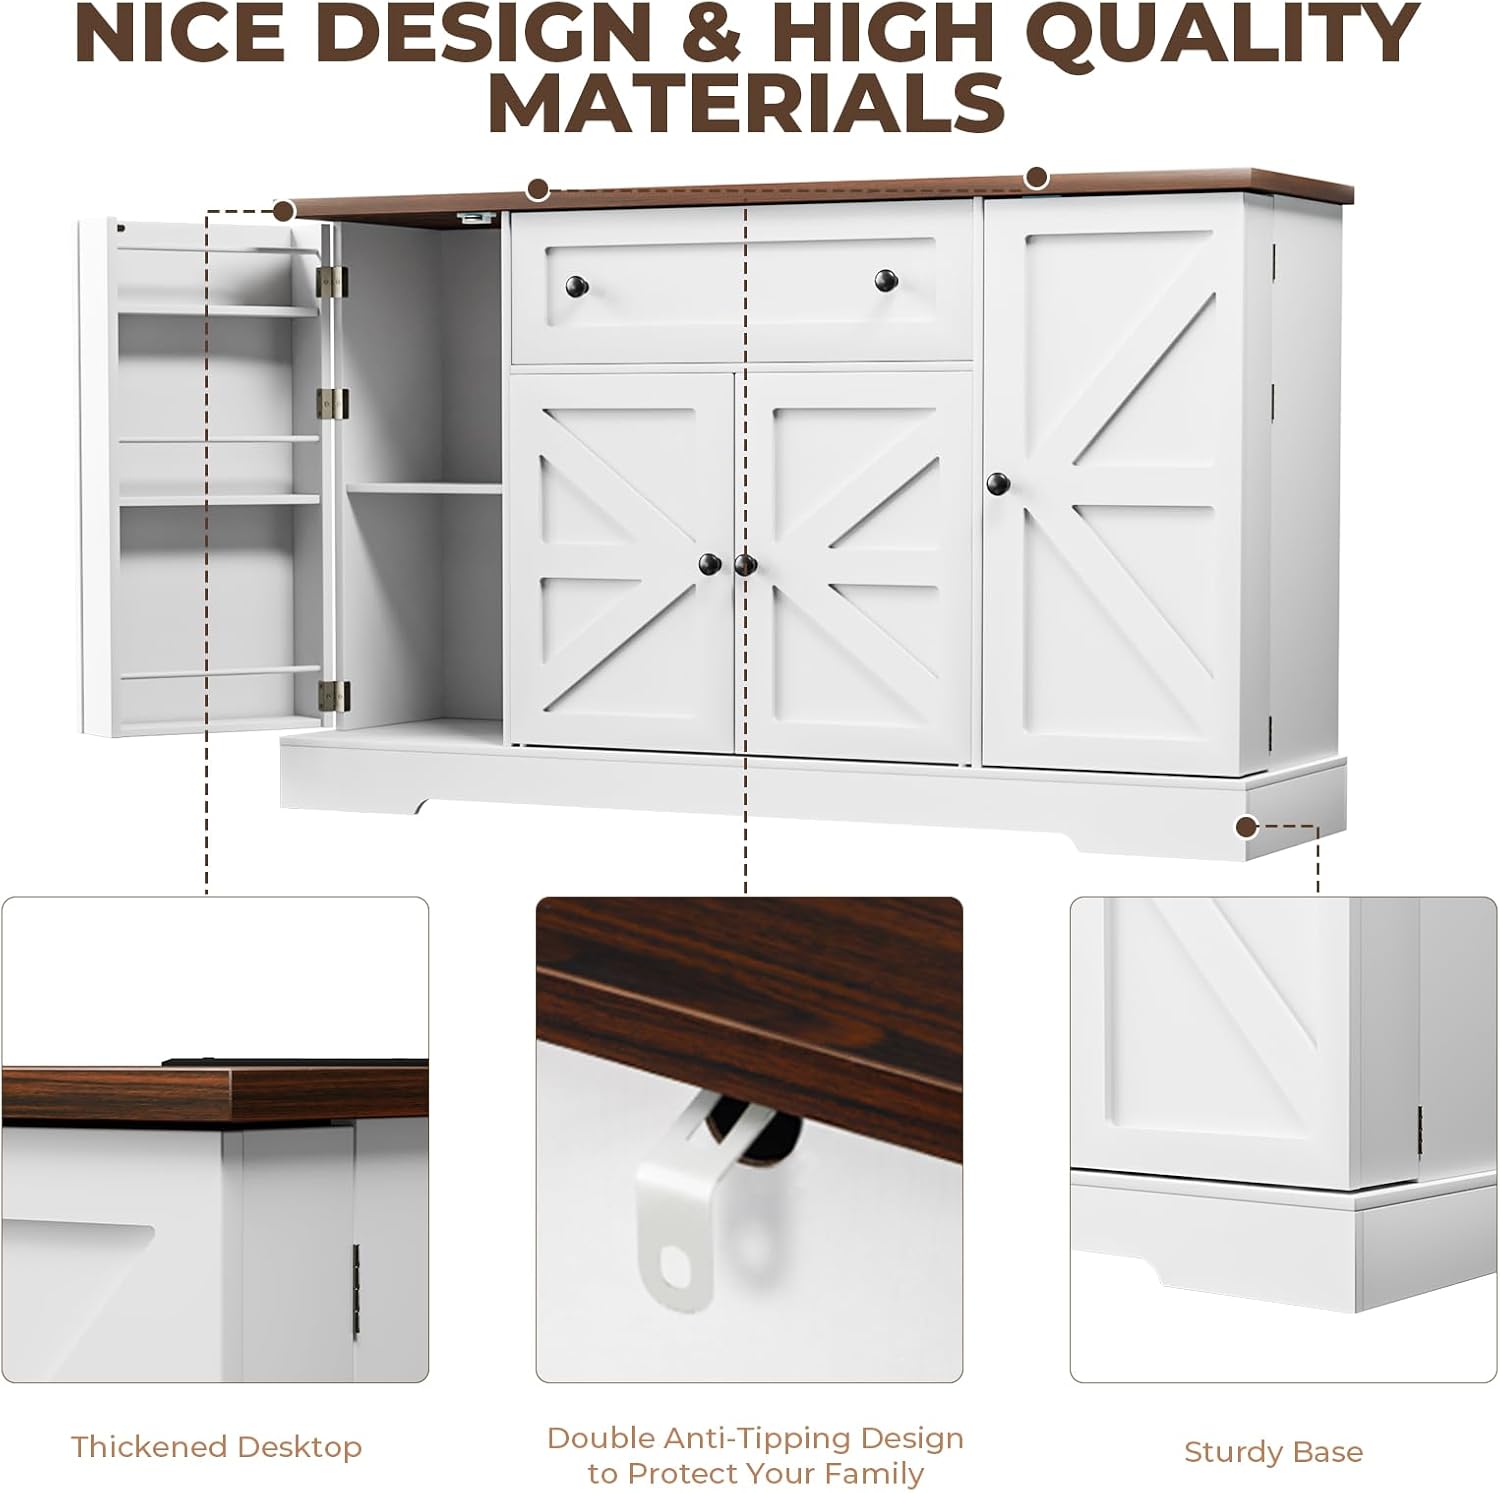 NICE DESIGN & HIGH QUALITY
MATERIALS
Thickened Desktop
Double Anti-Tipping Design
to Protect Your Family
Sturdy Base